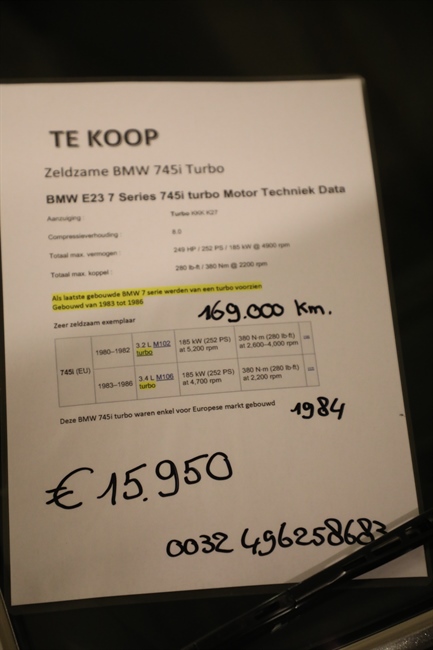 TE KOOP
Zeldzame BMW 745i Turbo
BMW E23 7 Series 745i turbo Motor Techniek Data
Aanzuiging : Turbo KKK K27
Compressieverhouding : 8.0
Totaal max. vermogen : 249 HP / 252 PS / 185 kW @ 4900 rpm
Totaal max. koppel : 280 lb-ft / 380 Nm @ 2200 rpm
Als laatste gebouwde BMW 7 serie warden van een turbo voorzien
Gebouwd van 1983 tot 1986
169.000 Km.
Zeer zeldzaam exemplaar
745i (EU) 1980–1982 3.2 L M102 turbo 185 kW (252 PS) at 5,200 rpm 380 N·m (280 lb·ft) at 2,600–4,000 rpm
1983–1986 3.4 L M106 turbo 185 kW (252 PS) at 4,700 rpm 380 N·m (280 lb·ft) at 2,200 rpm
Deze BMW 745i turbo waren enkel voor Europese markt gebouwd
1984
€ 15.950
0032 496258683